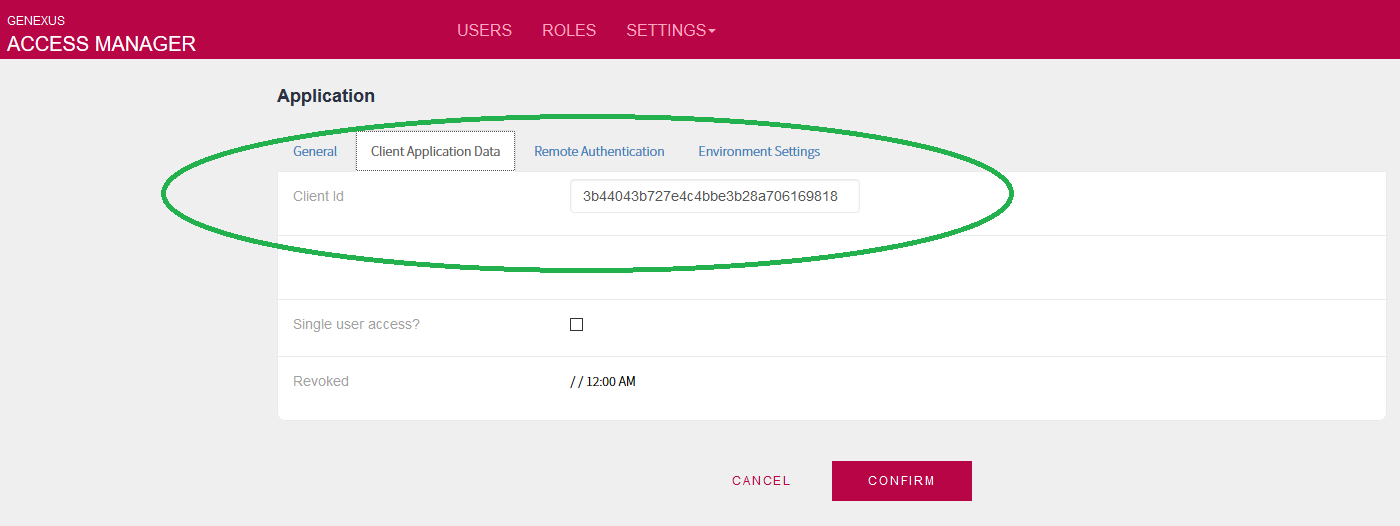 GENEXUS
ACCESS MANAGER
USERS ROLES SETTINGS
Application
General Client Application Data Remote Authentication Environment Settings
Client Id 3b44043b727e4c4bbe3b28a706169818
Single user access?
Revoked / / 12:00 AM
CANCEL CONFIRM